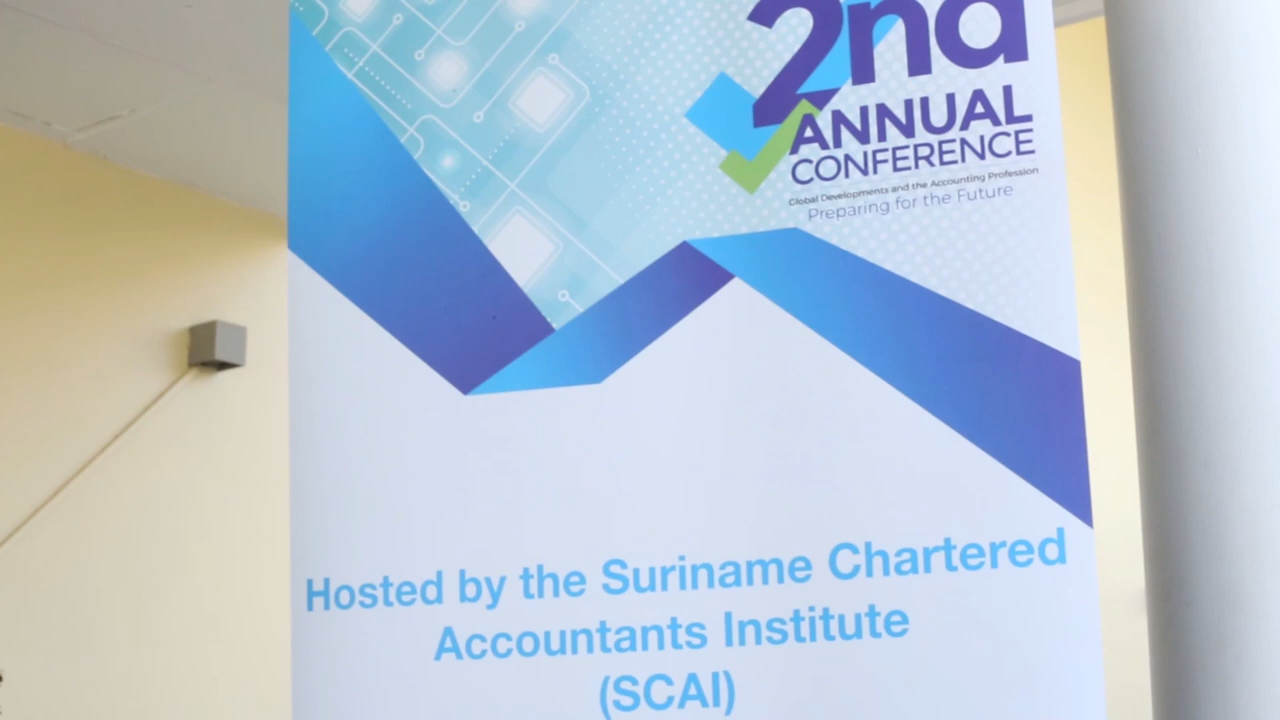 2nd
ANNUAL
CONFERENCE
Global Developments and the Accounting Profession
Preparing for the Future
Hosted by the Suriname Chartered
Accountants Institute
(SCAI)